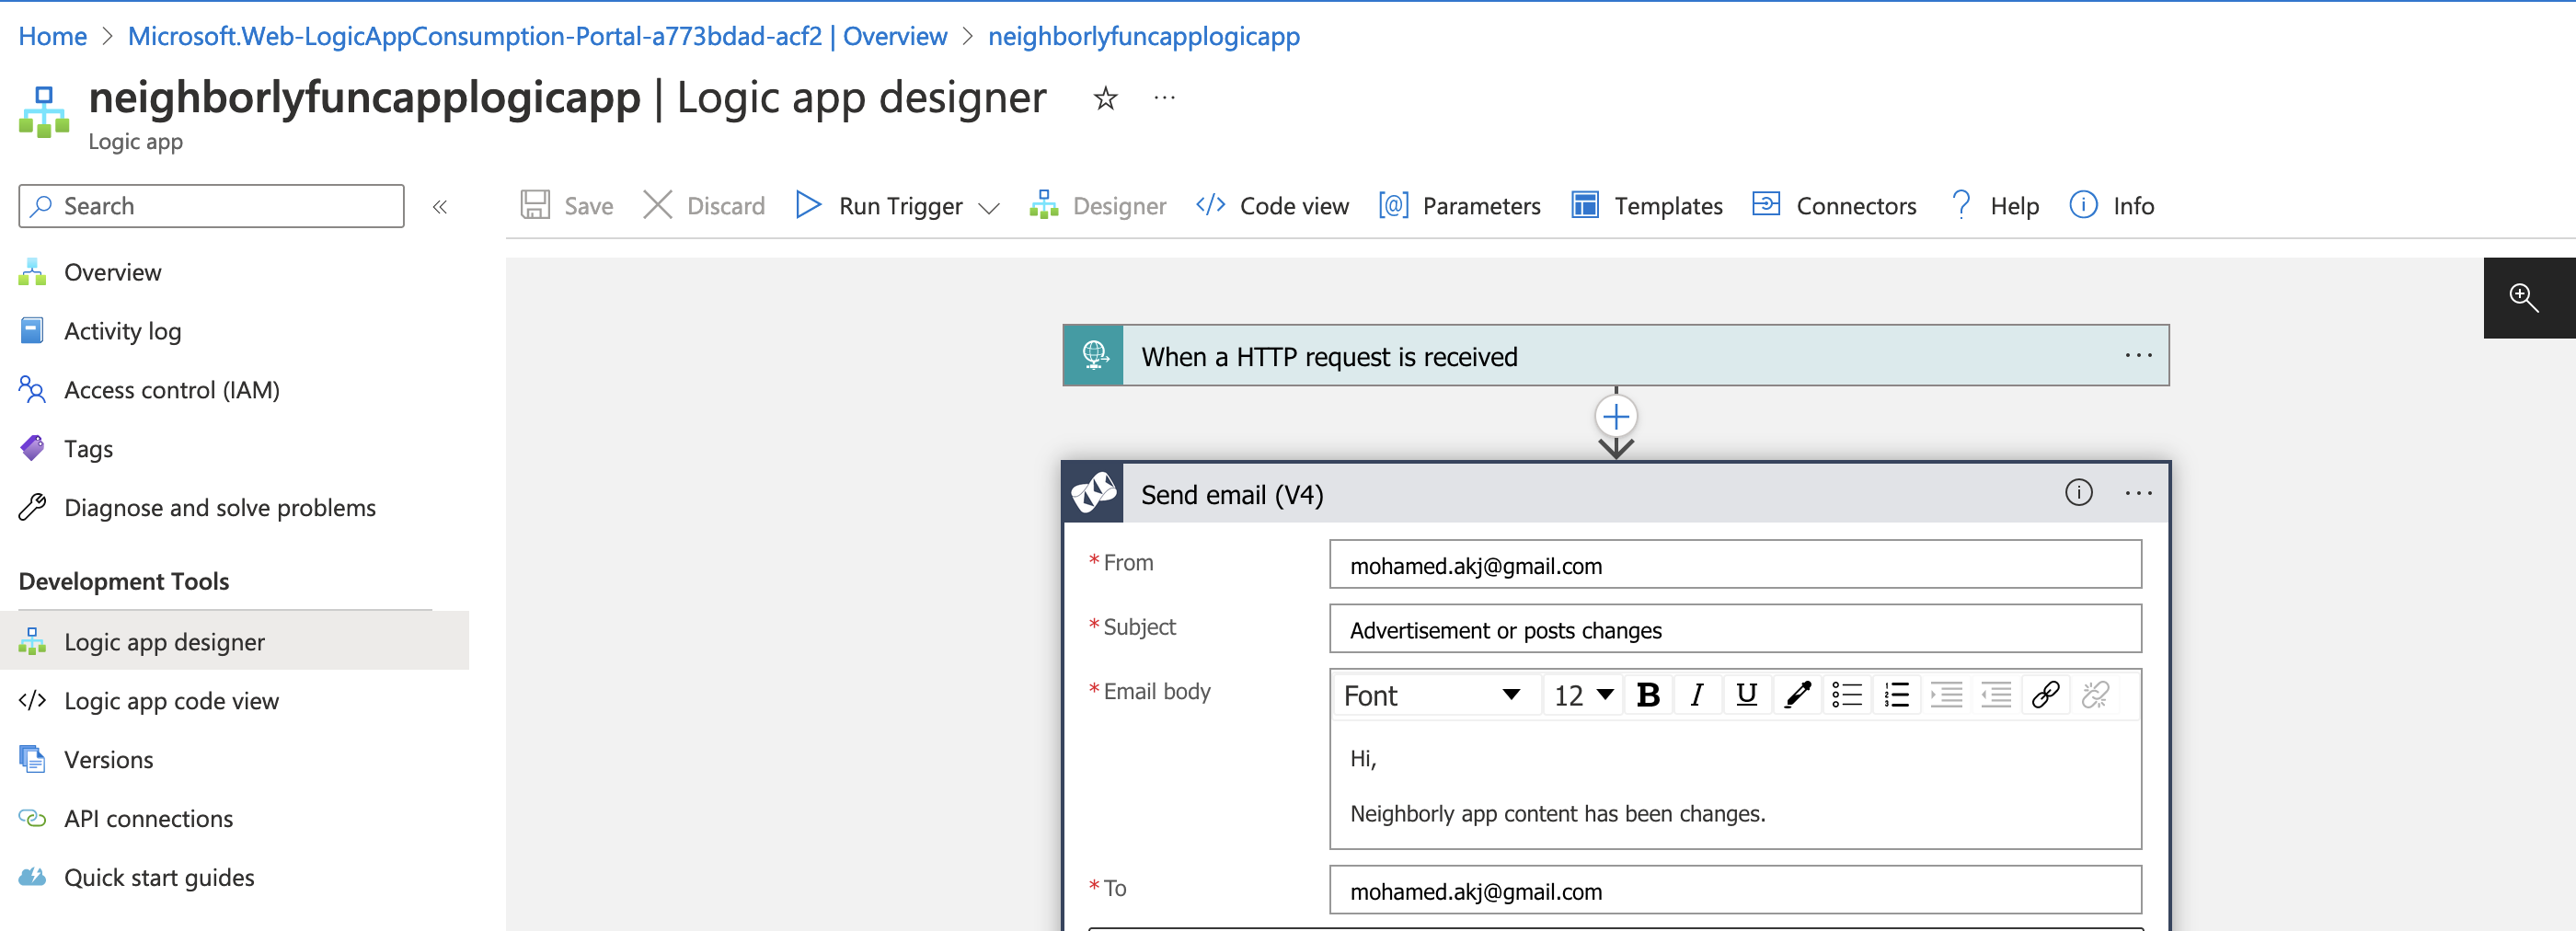 Home > Microsoft.Web-LogicAppConsumption-Portal-a773bdad-acf2 | Overview > neighborlyfuncapplogicapp
neighborlyfuncapplogicapp | Logic app designer
Logic app
Search
Save Discard Run Trigger Designer Code view Parameters Templates Connectors Help Info
Overview
Activity log
Access control (IAM)
Tags
Diagnose and solve problems
Development Tools
Logic app designer
Logic app code view
Versions
API connections
Quick start guides
When a HTTP request is received
Send email (V4)
* From
mohamed.akj@gmail.com
* Subject
Advertisement or posts changes
* Email body
Font 12 B I U
Hi,
Neighborly app content has been changes.
* To
mohamed.akj@gmail.com